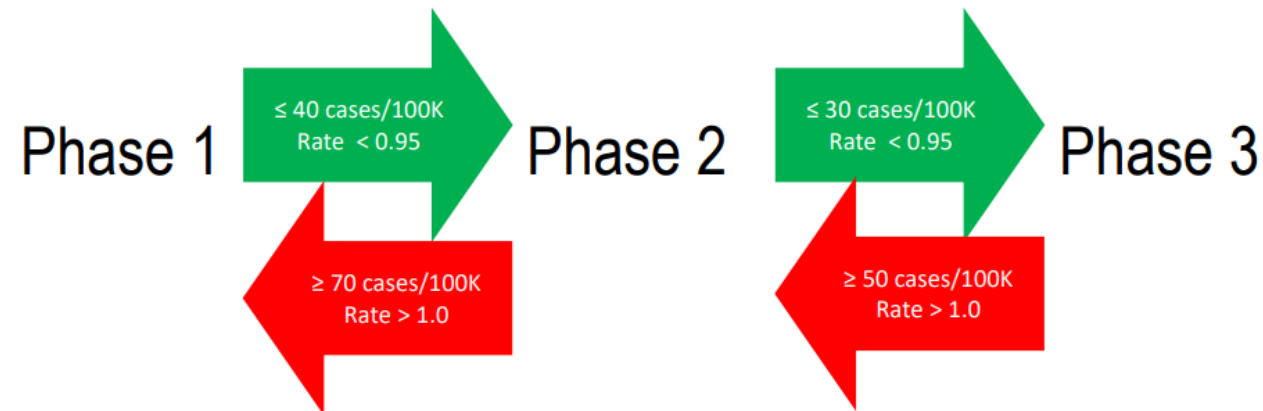 Phase 1
≤ 40 cases/100K
Rate < 0.95
Phase 2
≤ 30 cases/100K
Rate < 0.95
Phase 3
≥ 70 cases/100K
Rate > 1.0
≥ 50 cases/100K
Rate > 1.0